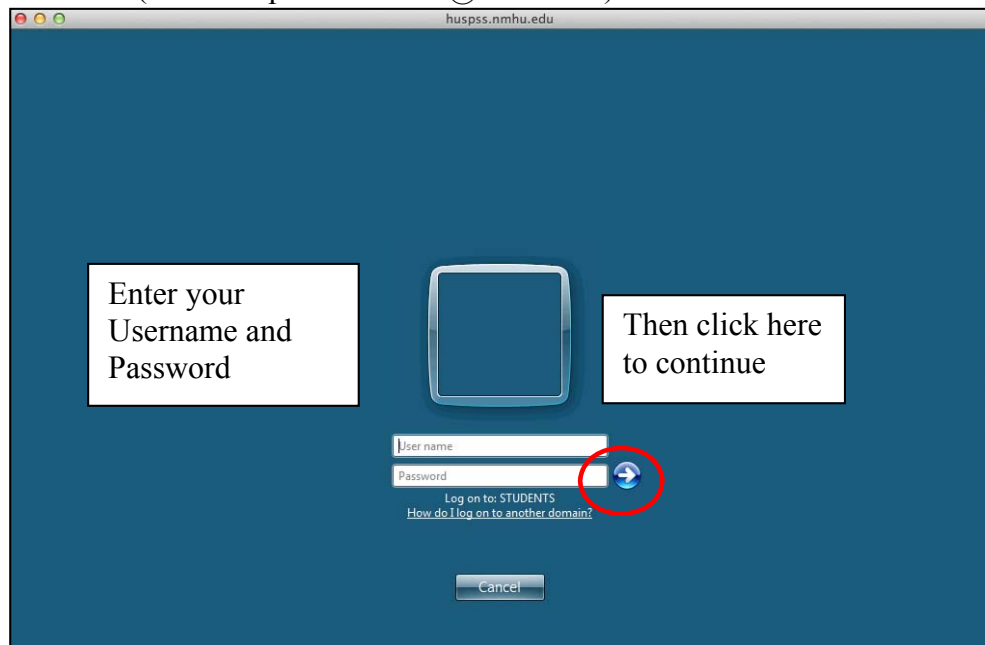 huspss.nmhu.edu
Enter your
Username and
Password
Then click here
to continue
User name
Password
Log on to: STUDENTS
How do I log on to another domain?
Cancel